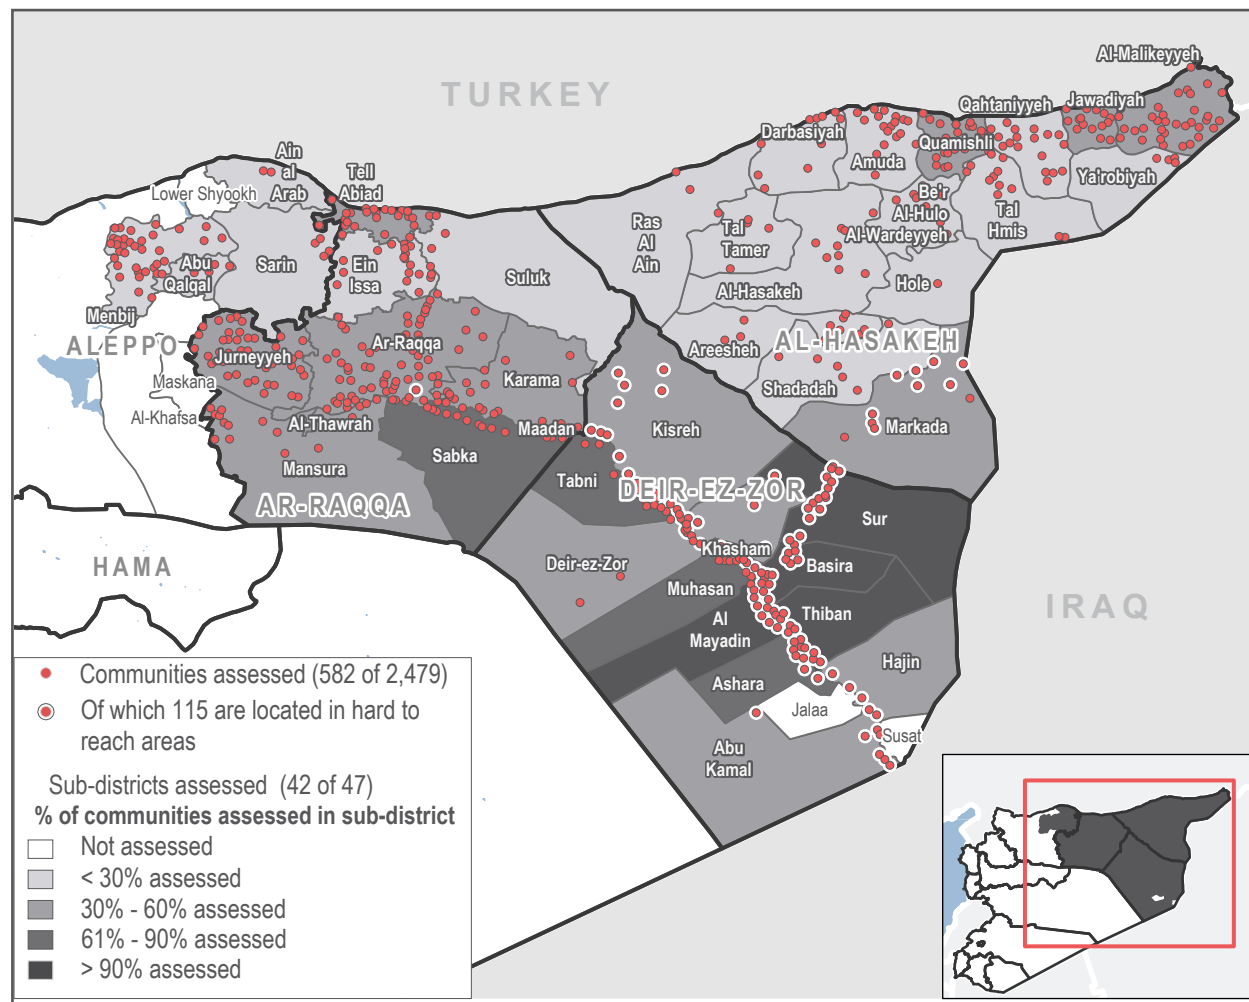 TURKEY
Al-Malikeyyeh
Qahtaniyyeh
Jawadiyah
Darbasiyah
Quamishli
Amuda
Ya'robiyah
Ain
al
Arab
Tell
Abiad
Lower Shyookh
Be'r
Al-Hulo
Al-Wardeyyeh
Tal
Hmis
Ras
Al
Ain
Tal
Tamer
Abu
Qalqal
Sarin
Ein
Issa
Suluk
Hole
Al-Hasakeh
Menbij
ALEPPO
Jurneyyeh
Ar-Raqqa
Areesheh
AL-HASAKEH
Maskana
Karama
Shadadah
Al-Khafsa
Al-Thawrah
Maadan
Kisreh
Markada
Mansura
Sabka
Tabni
AR-RAQQA
DEIR-EZ-ZOR
Sur
HAMA
Deir-ez-Zor
Khasham
Basira
Muhasan
IRAQ
Al
Mayadin
Thiban
Hajin
Ashara
Jalaa
Susat
Abu
Kamal
Communities assessed (582 of 2,479)
Of which 115 are located in hard to
reach areas
Sub-districts assessed (42 of 47)
% of communities assessed in sub-district
Not assessed
< 30% assessed
30% - 60% assessed
61% - 90% assessed
> 90% assessed